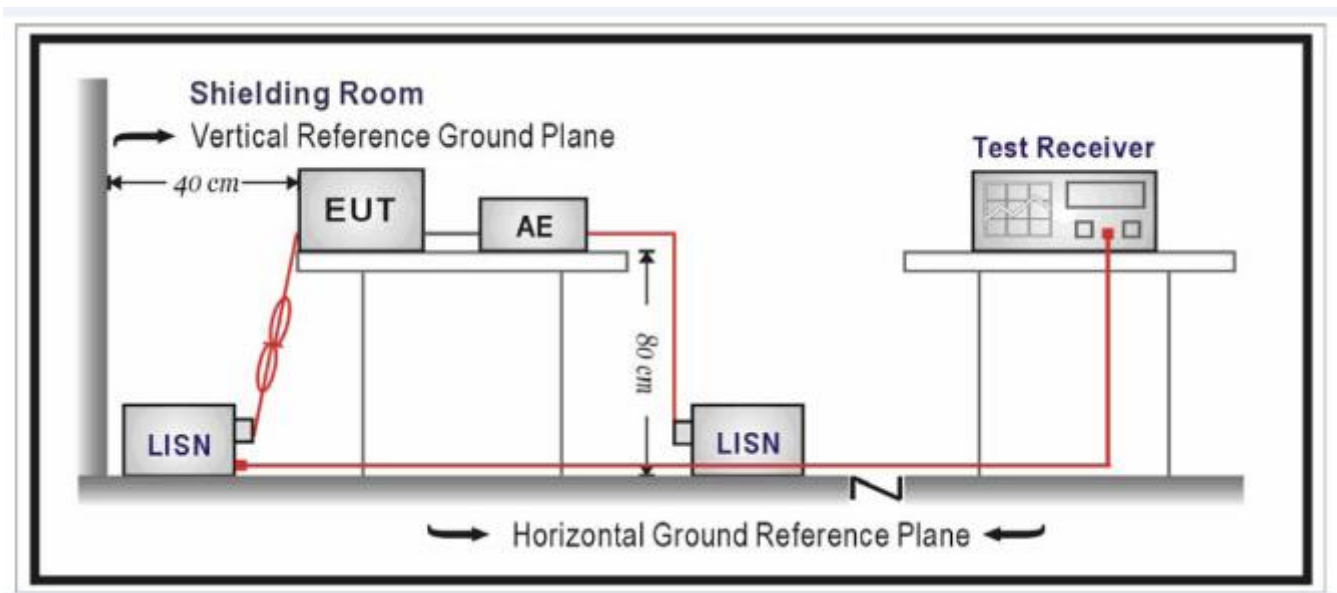 Shielding Room
Vertical Reference Ground Plane
Test Receiver
40 cm
EUT
AE
80 cm
LISN
LISN
Horizontal Ground Reference Plane